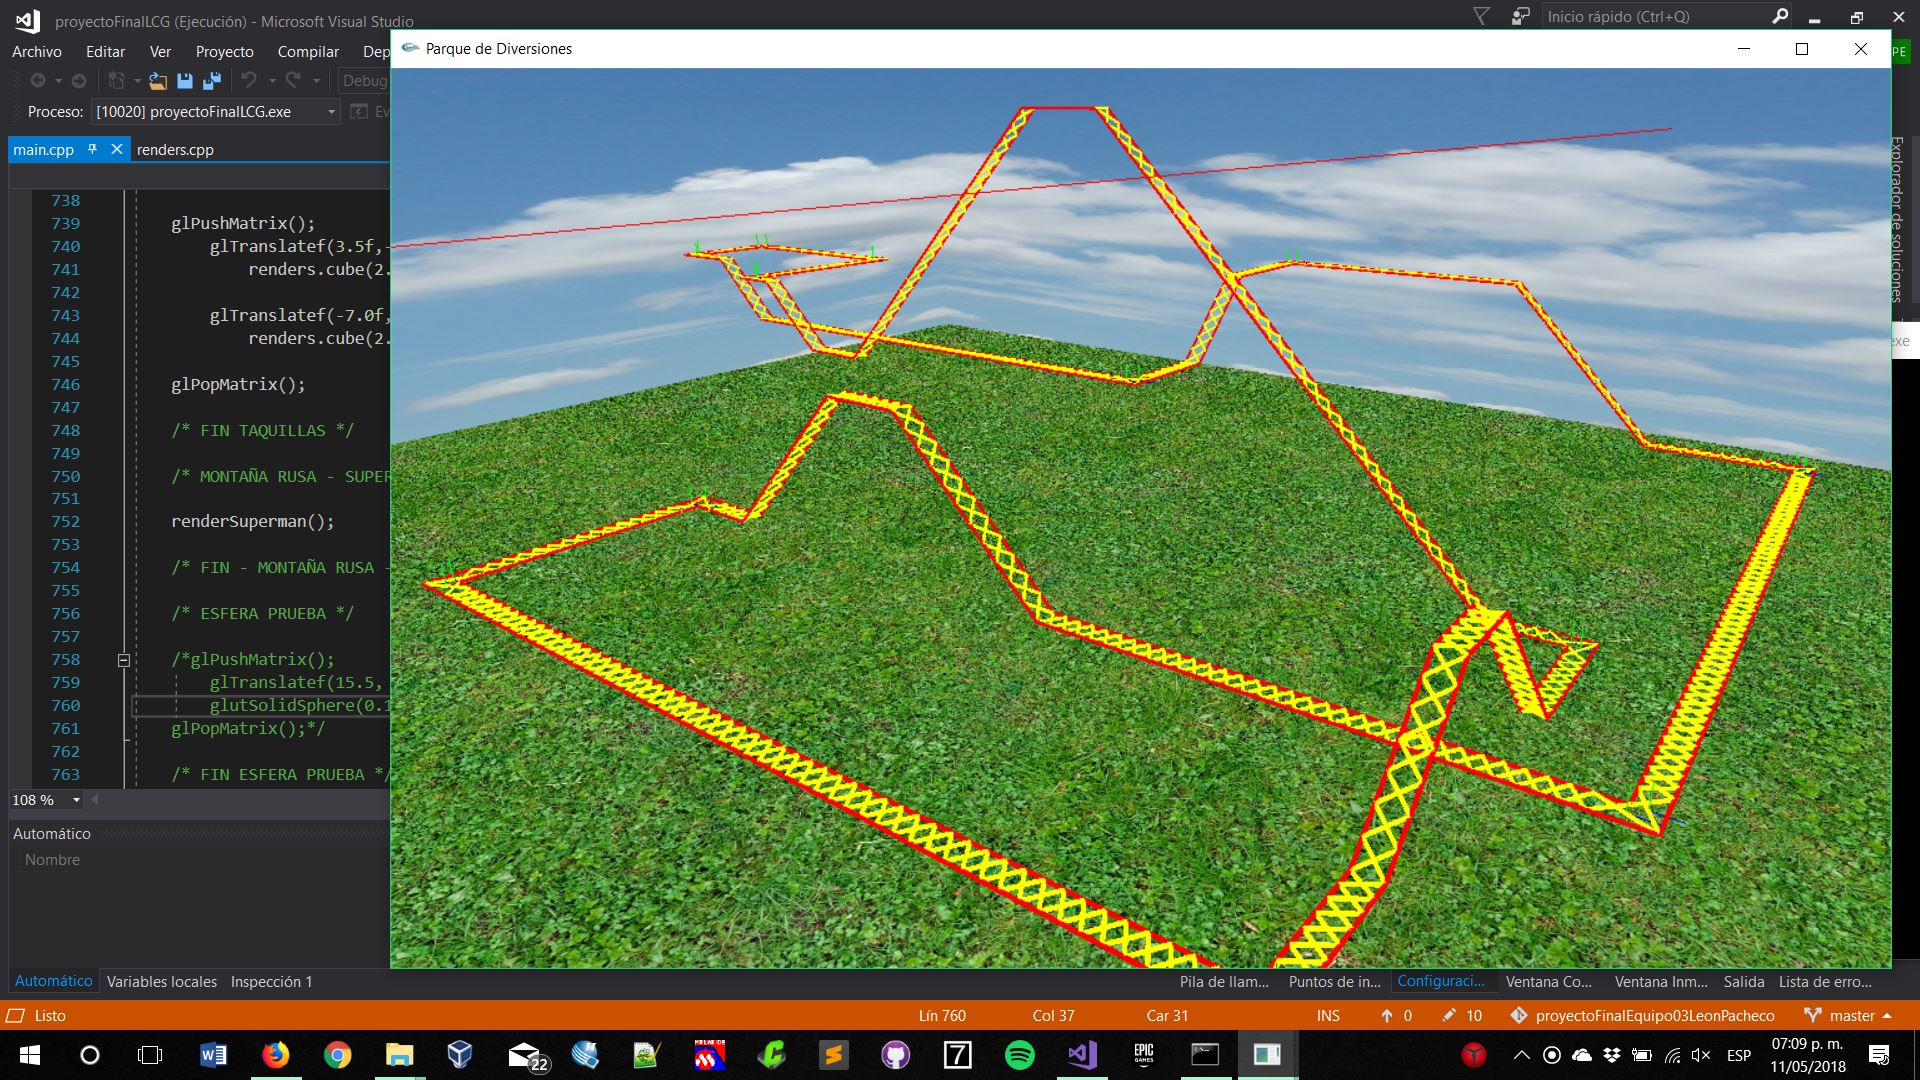 proyectoFinalLCG (Ejecución) - Microsoft Visual Studio
Inicio rápido (Ctrl+Q)
Archivo Editar Ver Proyecto Compilar Dep
PE
Parque de Diversiones
Debug
Proceso: [10020] proyectoFinalLCG.exe Ev
main.cpp renders.cpp
Explorador de soluciones
exe
738
739 glPushMatrix();
740 glTranslatef(3.5f,-
741 renders.cube(2.
742
743 glTranslatef(-7.0f,
744 renders.cube(2.
745
746 glPopMatrix();
747
748 /* FIN TAQUILLAS */
749
750 /* MONTAÑA RUSA - SUPER
751
752 renderSuperman();
753
754 /* FIN - MONTAÑA RUSA -
755
756 /* ESFERA PRUEBA */
757
758 /*glPushMatrix();
759 glTranslatef(15.5,
760 glutSolidSphere(0.1
761 glPopMatrix();*/
762
763 /* FIN ESFERA PRUEBA */
108 %
Automático
Nombre
Automático Variables locales Inspección 1
Pila de llam... Puntos de in... Configuraci... Ventana Co... Ventana Inm... Salida Lista de erro...
Listo Lín 760 Col 37 Car 31 INS 0 10 proyectoFinalEquipo03LeonPacheco master
22
7
EPIC GAMES
ESP
07:09 p. m.
11/05/2018